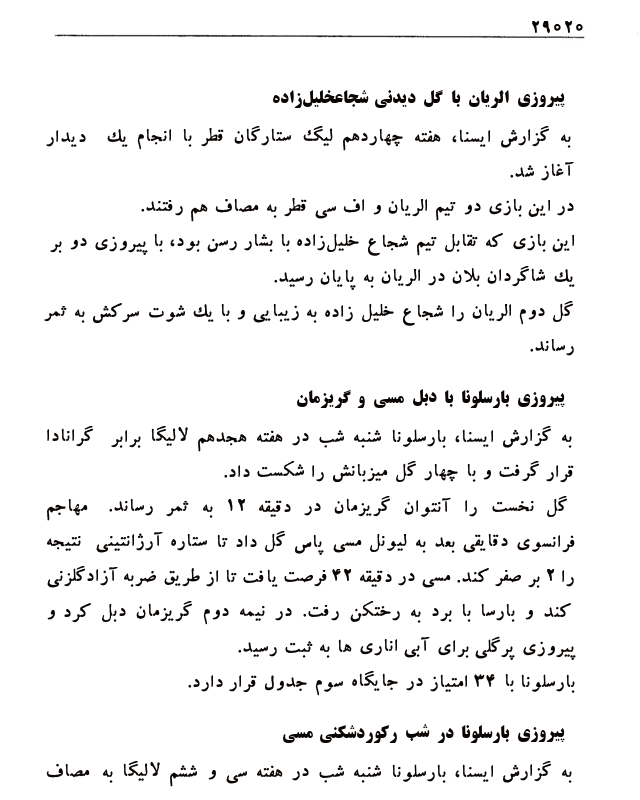 ۲۹۰۲۰
پیروزی الریان با گل دیدنی شجاعخلیل‌زاده
به گزارش ایسنا، هفته چهاردهم لیگ ستارگان قطر با انجام یك دیدار
آغاز شد.
در این بازی دو تیم الریان و اف سی قطر به مصاف هم رفتند.
این بازی که تقابل تیم شجاع خلیل‌زاده با بشار رسن بود، با پیروزی دو بر
یك شاگردان بلان در الریان به پایان رسید.
گل دوم الریان را شجاع خلیل زاده به زیبایی و با یك شوت سرکش به ثمر
رساند.
پیروزی بارسلونا با دبل مسی و گریزمان
به گزارش ایسنا، بارسلونا شنبه شب در هفته هجدهم لالیگا برابر گرانادا
قرار گرفت و با چهار گل میزبانش را شکست داد.
گل نخست را آنتوان گریزمان در دقیقه ۱۲ به ثمر رساند. مهاجم
فرانسوی دقایقی بعد به لیونل مسی پاس گل داد تا ستاره آرژانتینی نتیجه
را ۲ بر صفر کند. مسی در دقیقه ۴۲ فرصت یافت تا از طریق ضربه آزادگلزنی
کند و بارسا با برد به رختکن رفت. در نیمه دوم گریزمان دبل کرد و
پیروزی پرگلی برای آبی اناری ها به ثبت رسید.
بارسلونا با ۳۴ امتیاز در جایگاه سوم جدول قرار دارد.
پیروزی بارسلونا در شب رکوردشکنی مسی
به گزارش ایسنا، بارسلونا شنبه شب در هفته سی و ششم لالیگا به مصاف